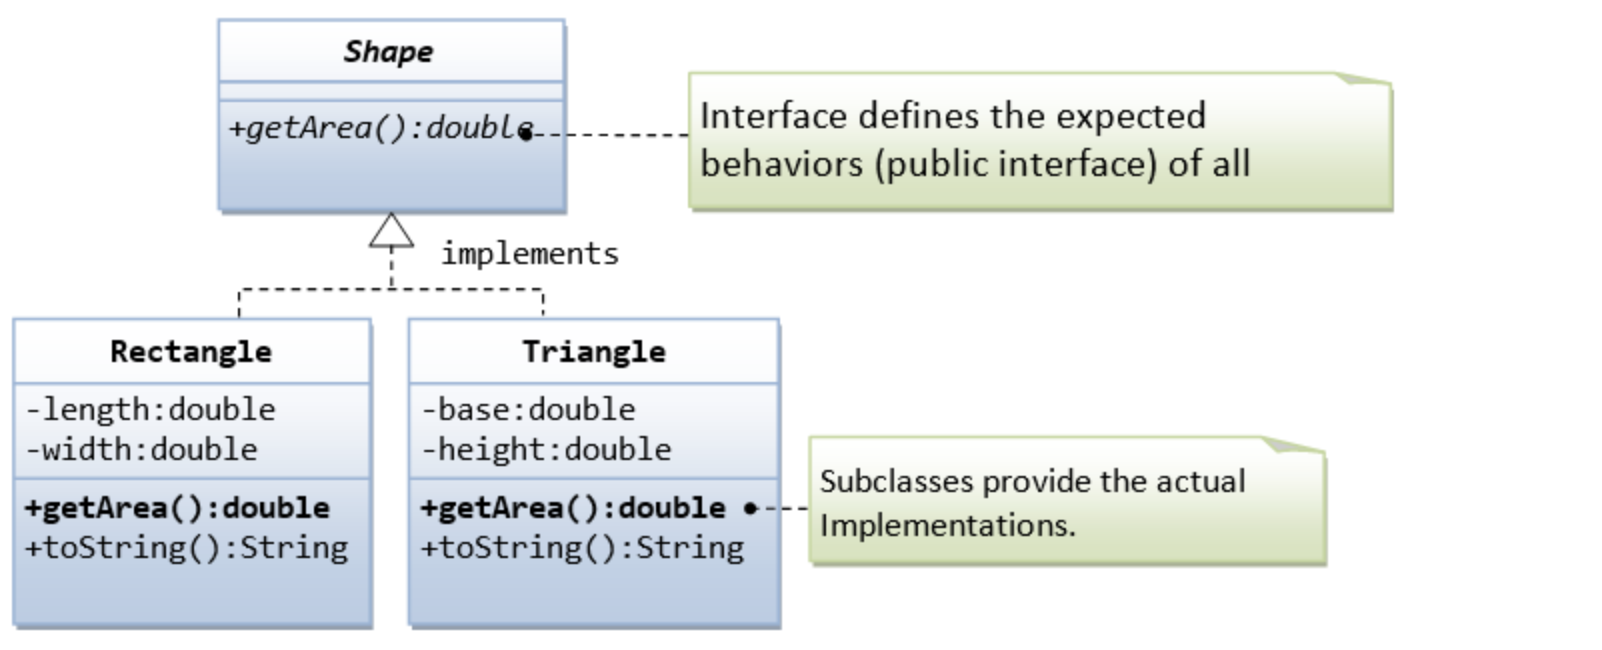 Shape
+getArea():double
Interface defines the expected
behaviors (public interface) of all
implements
Rectangle
-length:double
-width:double
+getArea():double
+toString():String
Triangle
-base:double
-height:double
+getArea():double
+toString():String
Subclasses provide the actual
Implementations.